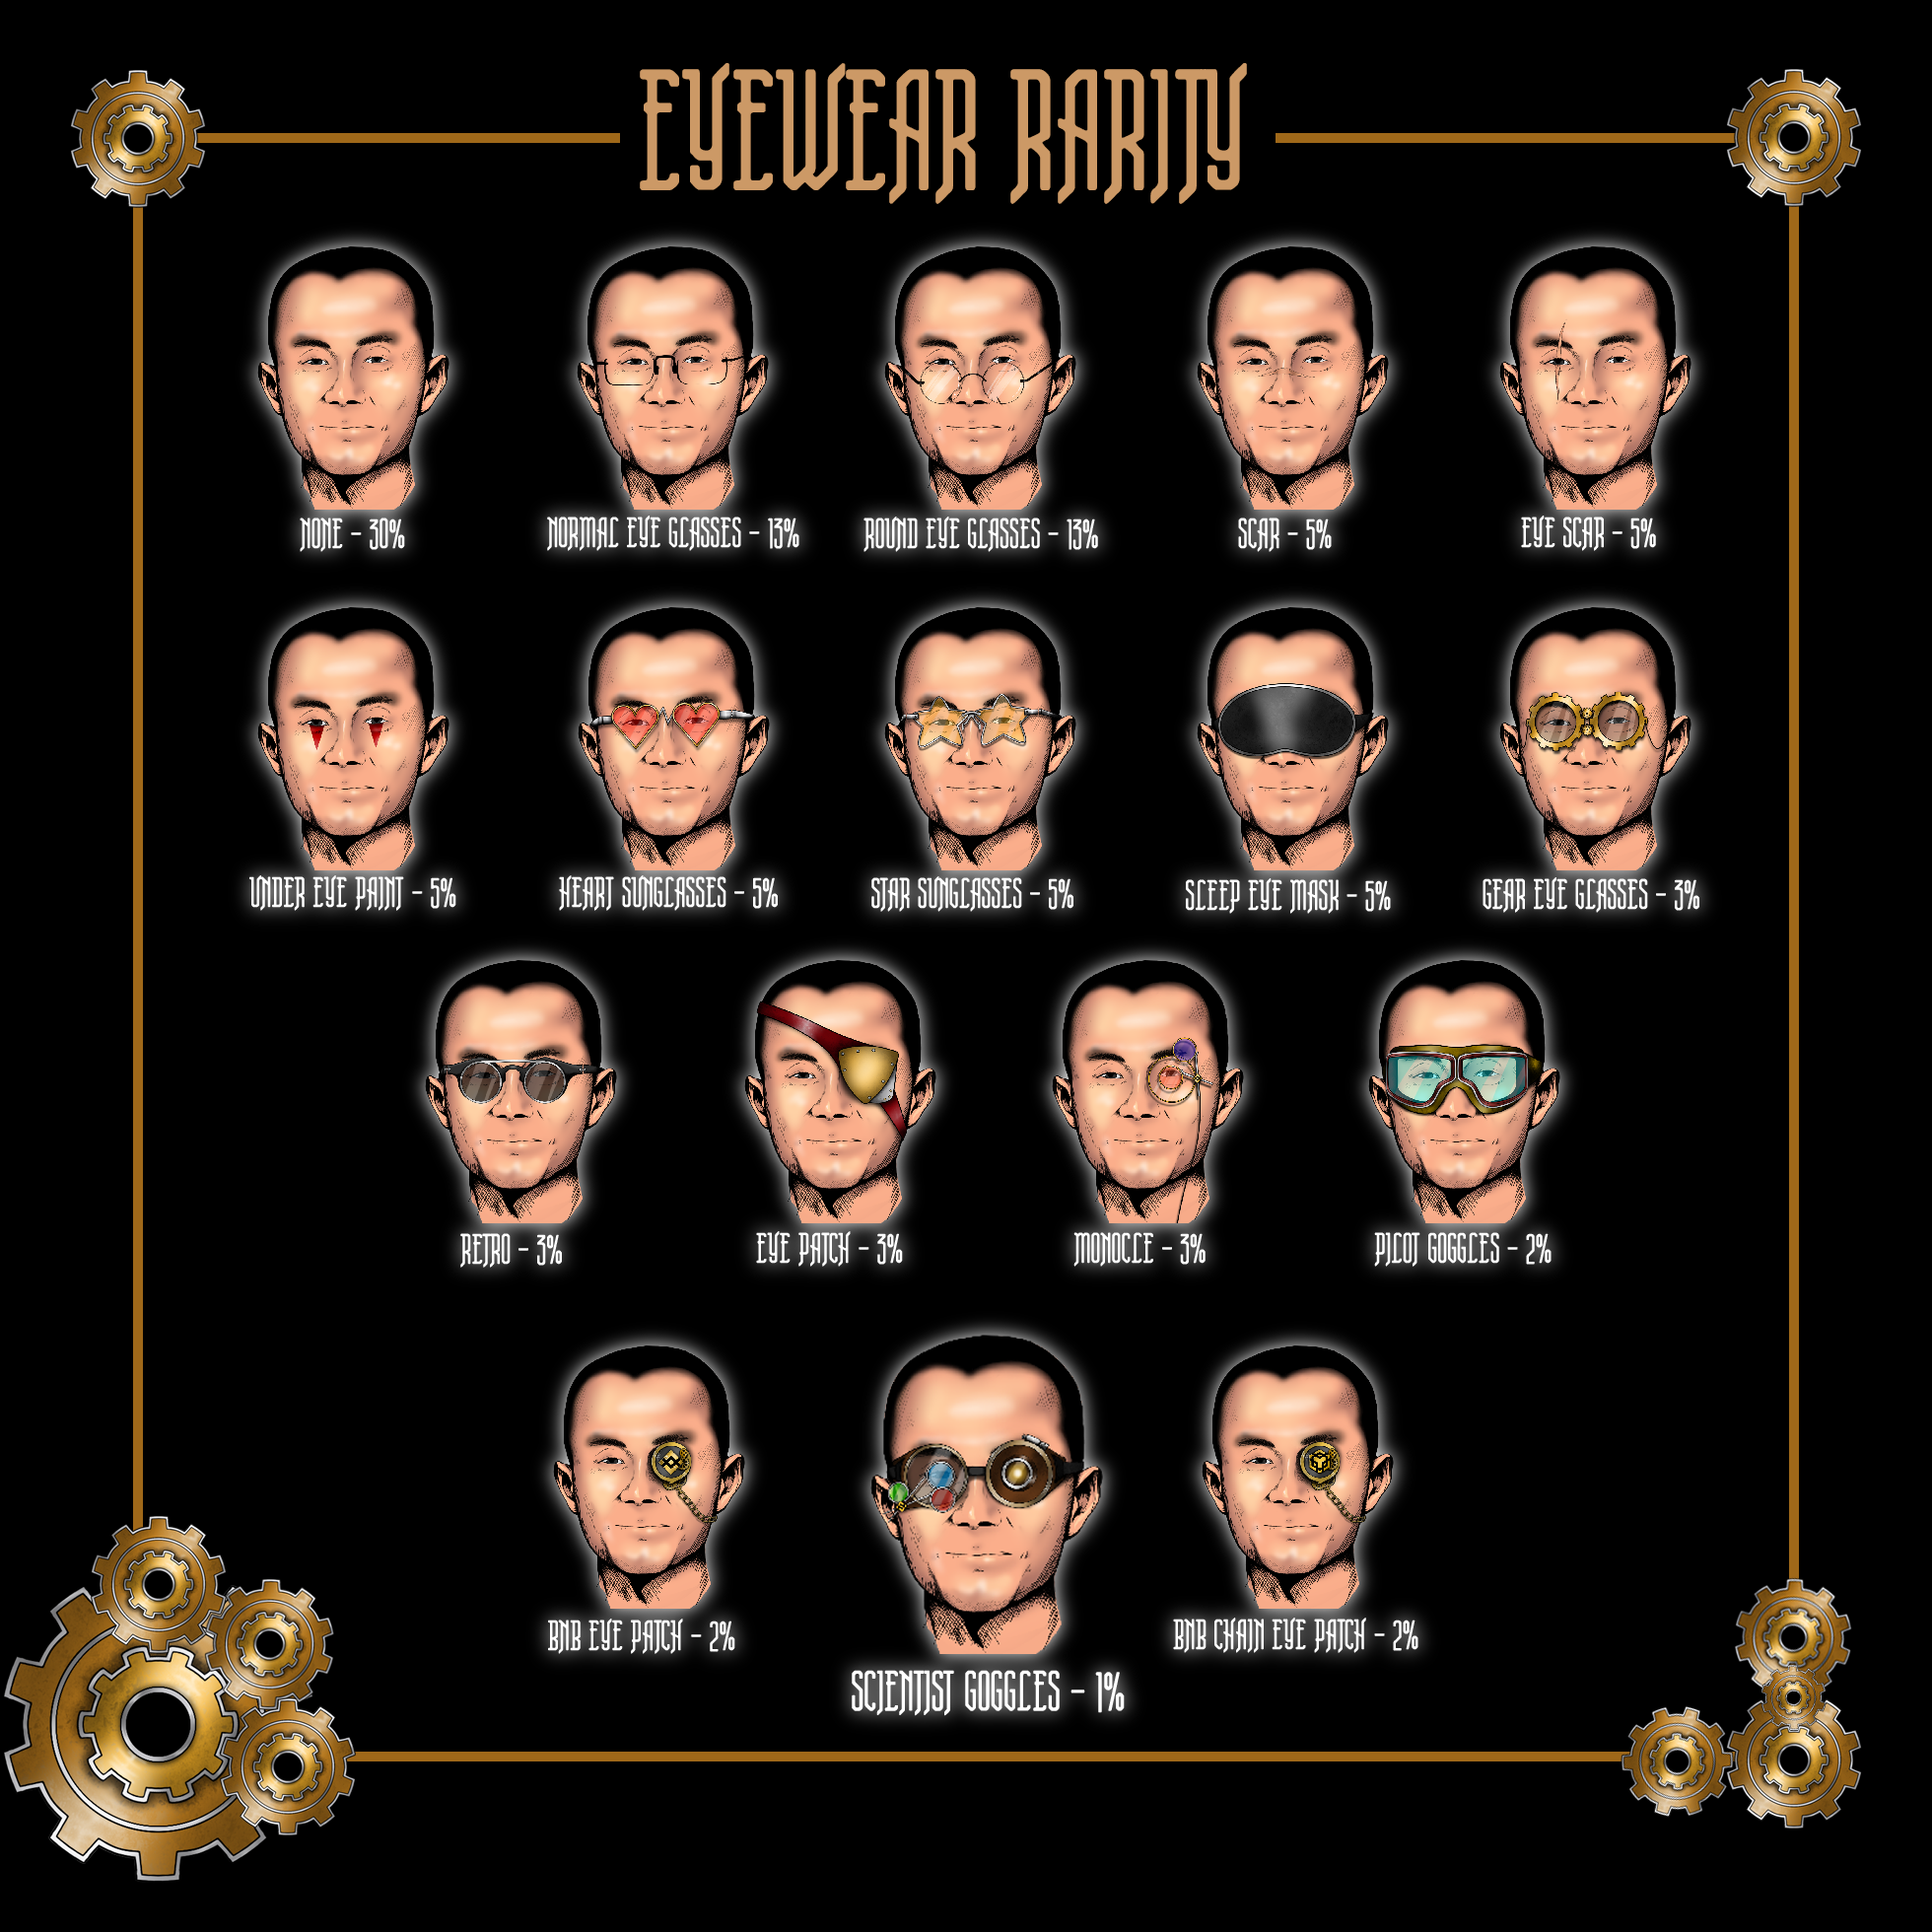 EYEWEAR RARITY
NONE - 30%
NORMAL EYE GLASSES - 13%
ROUND EYE GLASSES - 13%
SCAR - 5%
EYE SCAR - 5%
UNDER EYE PAINT - 5%
HEART SUNGLASSES - 5%
STAR SUNGLASSES - 5%
SLEEP EYE MASK - 5%
GEAR EYE GLASSES - 3%
RETRO - 3%
EYE PATCH - 3%
MONOCLE - 3%
PILOT GOGGLES - 2%
BNB EYE PATCH - 2%
SCIENTIST GOGGLES - 1%
BNB CHAIN EYE PATCH - 2%